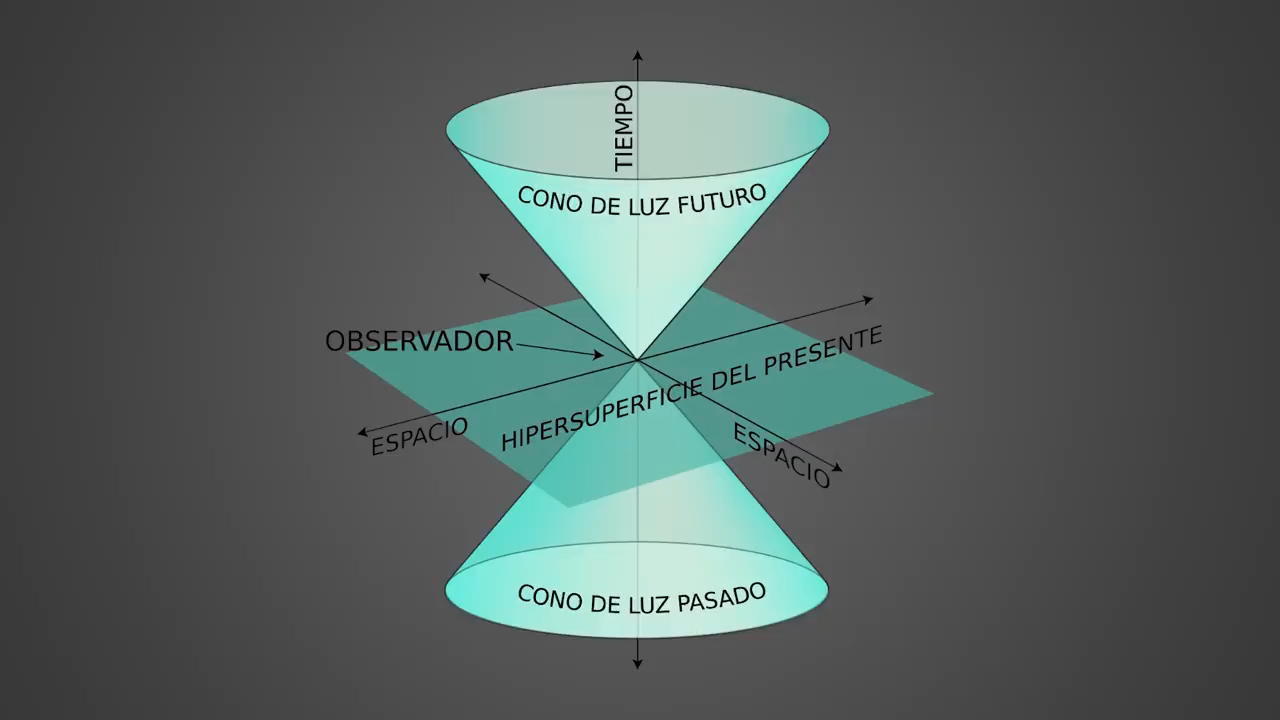 TIEMPO
CONO DE LUZ FUTURO
OBSERVADOR
HIPERSUPERFICIE DEL PRESENTE
ESPACIO
ESPACIO
CONO DE LUZ PASADO